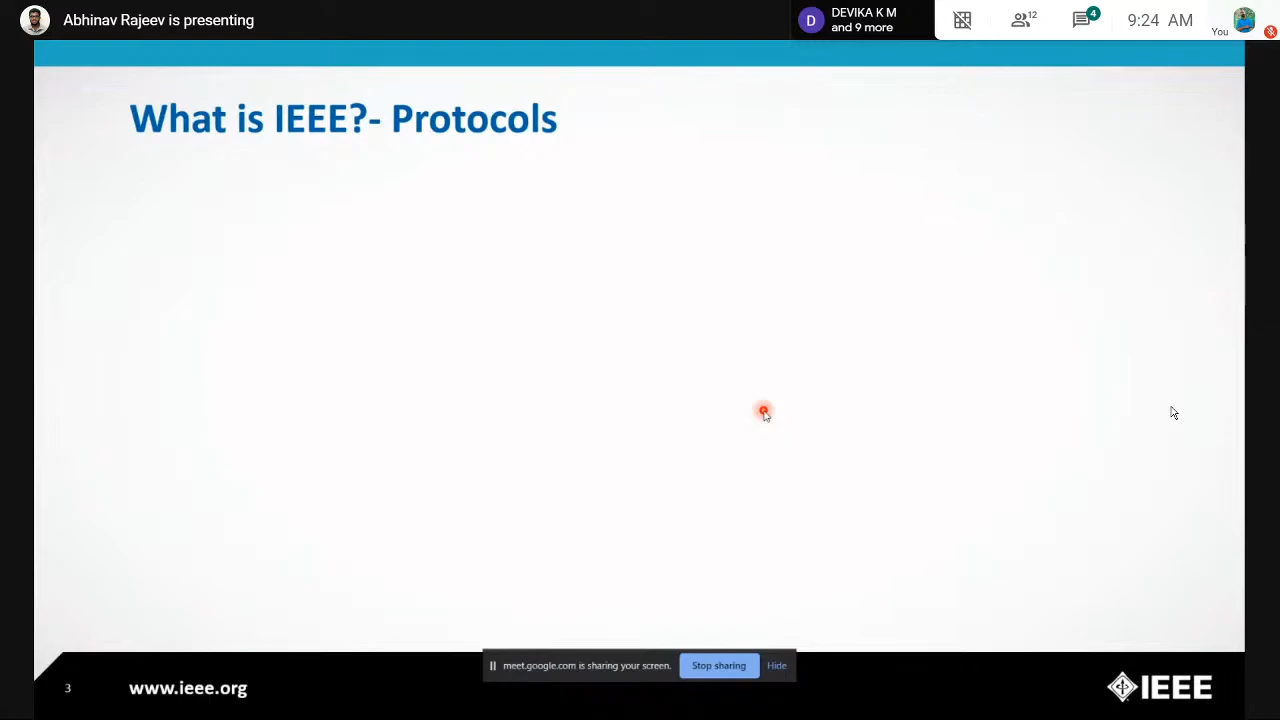 Abhinav Rajeev is presenting
D
DEVIKA K M
and 9 more
12
4
9:24 AM
You
What is IEEE?- Protocols
meet.google.com is sharing your screen.
Stop sharing
Hide
3
www.ieee.org
IEEE